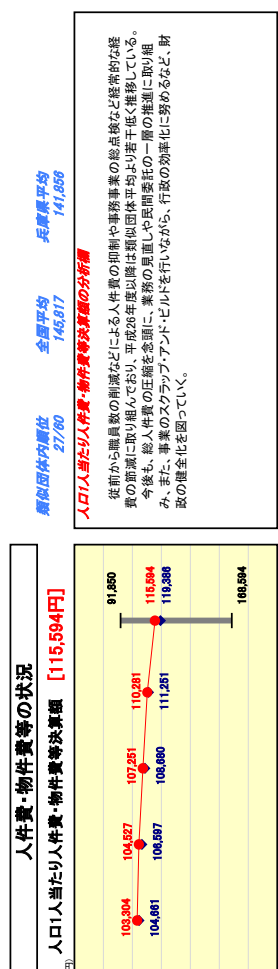 人件費・物件費等の状況
人口1人当たり人件費・物件費等決算額 [115,594円]
類似団体内順位
27/60
全国平均
145,817
兵庫県平均
141,856
円)
91,850
103,304
104,527
107,251
110,281
115,594
104,661
106,597
108,680
111,251
119,386
168,594
人口1人当たり人件費・物件費等決算額の分析欄
従前から職員数の削減などによる人件費の抑制や事務事業の総点検など経常的な経
費の節減に取り組んでおり、平成26年度以降は類似団体平均より若干低く推移している。
今後も、総人件費の圧縮を念頭に、業務の見直しや民間委託の一層の推進に取り組
み、また、事業のスクラップ・アンド・ビルドを行いながら、行政の効率化に努めるなど、財
政の健全化を図っていく。